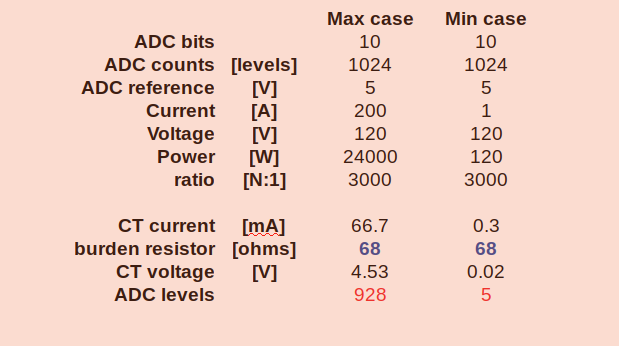 Max case Min case
ADC bits 10 10
ADC counts [levels] 1024 1024
ADC reference [V] 5 5
Current [A] 200 1
Voltage [V] 120 120
Power [W] 24000 120
ratio [N:1] 3000 3000
CT current [mA] 66.7 0.3
burden resistor [ohms] 68 68
CT voltage [V] 4.53 0.02
ADC levels 928 5